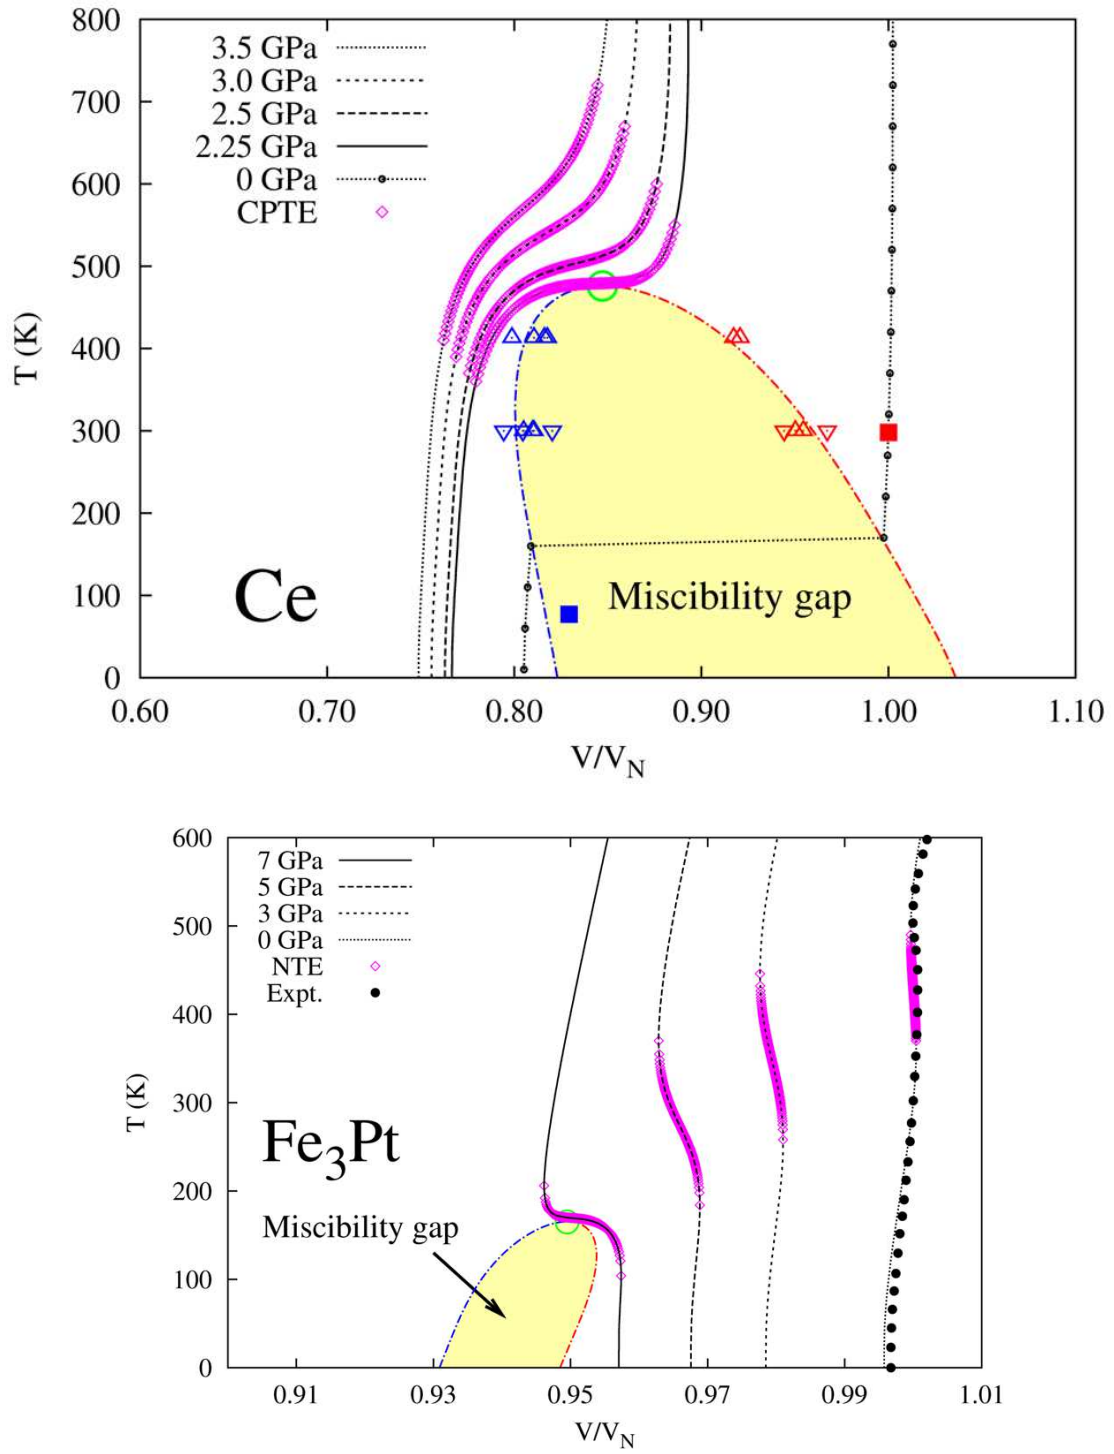 800
700
600
500
400
300
200
100
0
T (K)
3.5 GPa
3.0 GPa
2.5 GPa
2.25 GPa
0 GPa
CPTE
Ce
Miscibility gap
0.60 0.70 0.80 0.90 1.00 1.10
V/V_N
600
500
400
300
200
100
0
T (K)
7 GPa
5 GPa
3 GPa
0 GPa
NTE
Expt.
Fe₃Pt
Miscibility gap
0.91 0.93 0.95 0.97 0.99 1.01
V/V_N